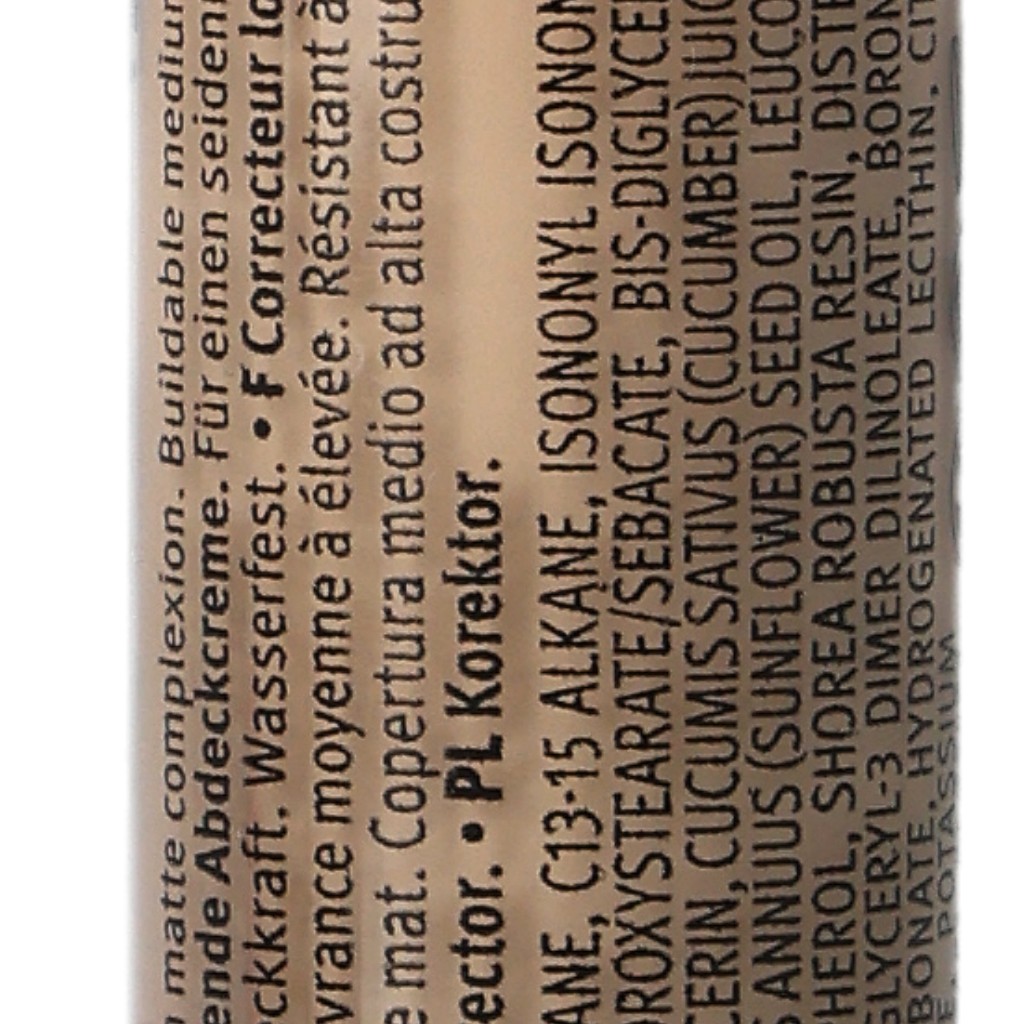 matte complexion. Buildable medium
ende Abdeckcreme. Für einen seiden
ckkraft. Wasserfest. • F Correcteur lo
vrance moyenne à élevée. Résistant à
e mat. Copertura medio ad alta costru
ector. • PL Korektor.
ANE, C13-15 ALKANE, ISONONYL ISONON
DROXYSTEARATE/SEBACATE, BIS-DIGLYCE
CERIN, CUCUMIS SATIVUS (CUCUMBER) JUIC
S ANNUUS (SUNFLOWER) SEED OIL, LEUCO
HEROL, SHOREA ROBUSTA RESIN, DISTE
GLYCERYL-3 DIMER DILINOLEATE, BORON
BONATE, HYDROGENATED LECITHIN, CIT
E, POTASSIUM